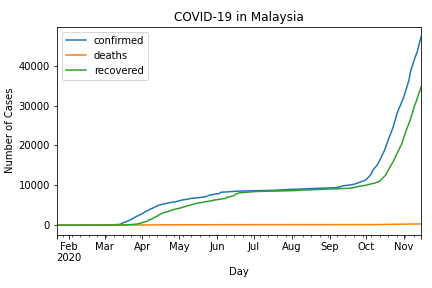 COVID-19 in Malaysia
confirmed
deaths
recovered
Number of Cases
40000
30000
20000
10000
0
Feb Mar Apr May Jun Jul Aug Sep Oct Nov
2020
Day